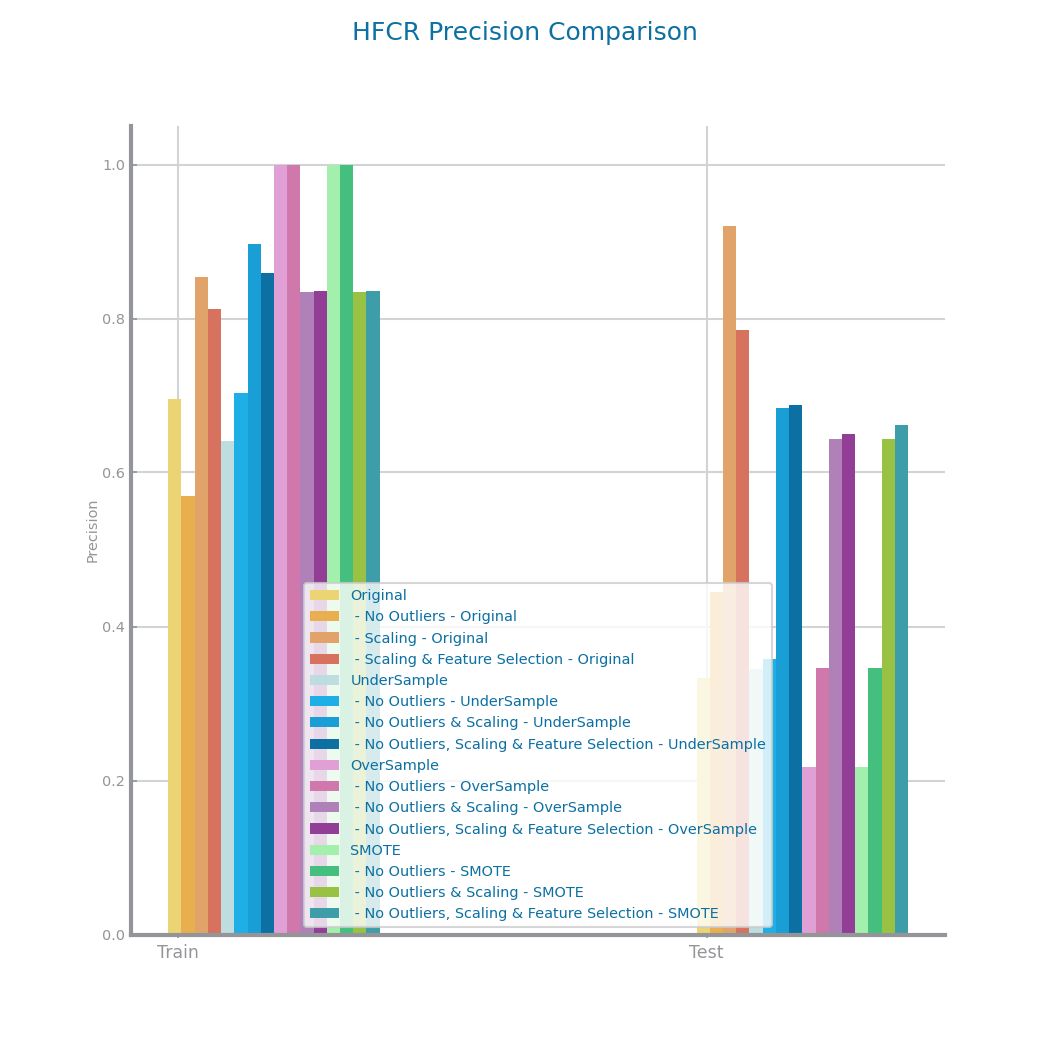 HFCR Precision Comparison
1.0
0.8
0.6
0.4
0.2
0.0
Precision
Original
- No Outliers - Original
- Scaling - Original
- Scaling & Feature Selection - Original
UnderSample
- No Outliers - UnderSample
- No Outliers & Scaling - UnderSample
- No Outliers, Scaling & Feature Selection - UnderSample
OverSample
- No Outliers - OverSample
- No Outliers & Scaling - OverSample
- No Outliers, Scaling & Feature Selection - OverSample
SMOTE
- No Outliers - SMOTE
- No Outliers & Scaling - SMOTE
- No Outliers, Scaling & Feature Selection - SMOTE
Train
Test